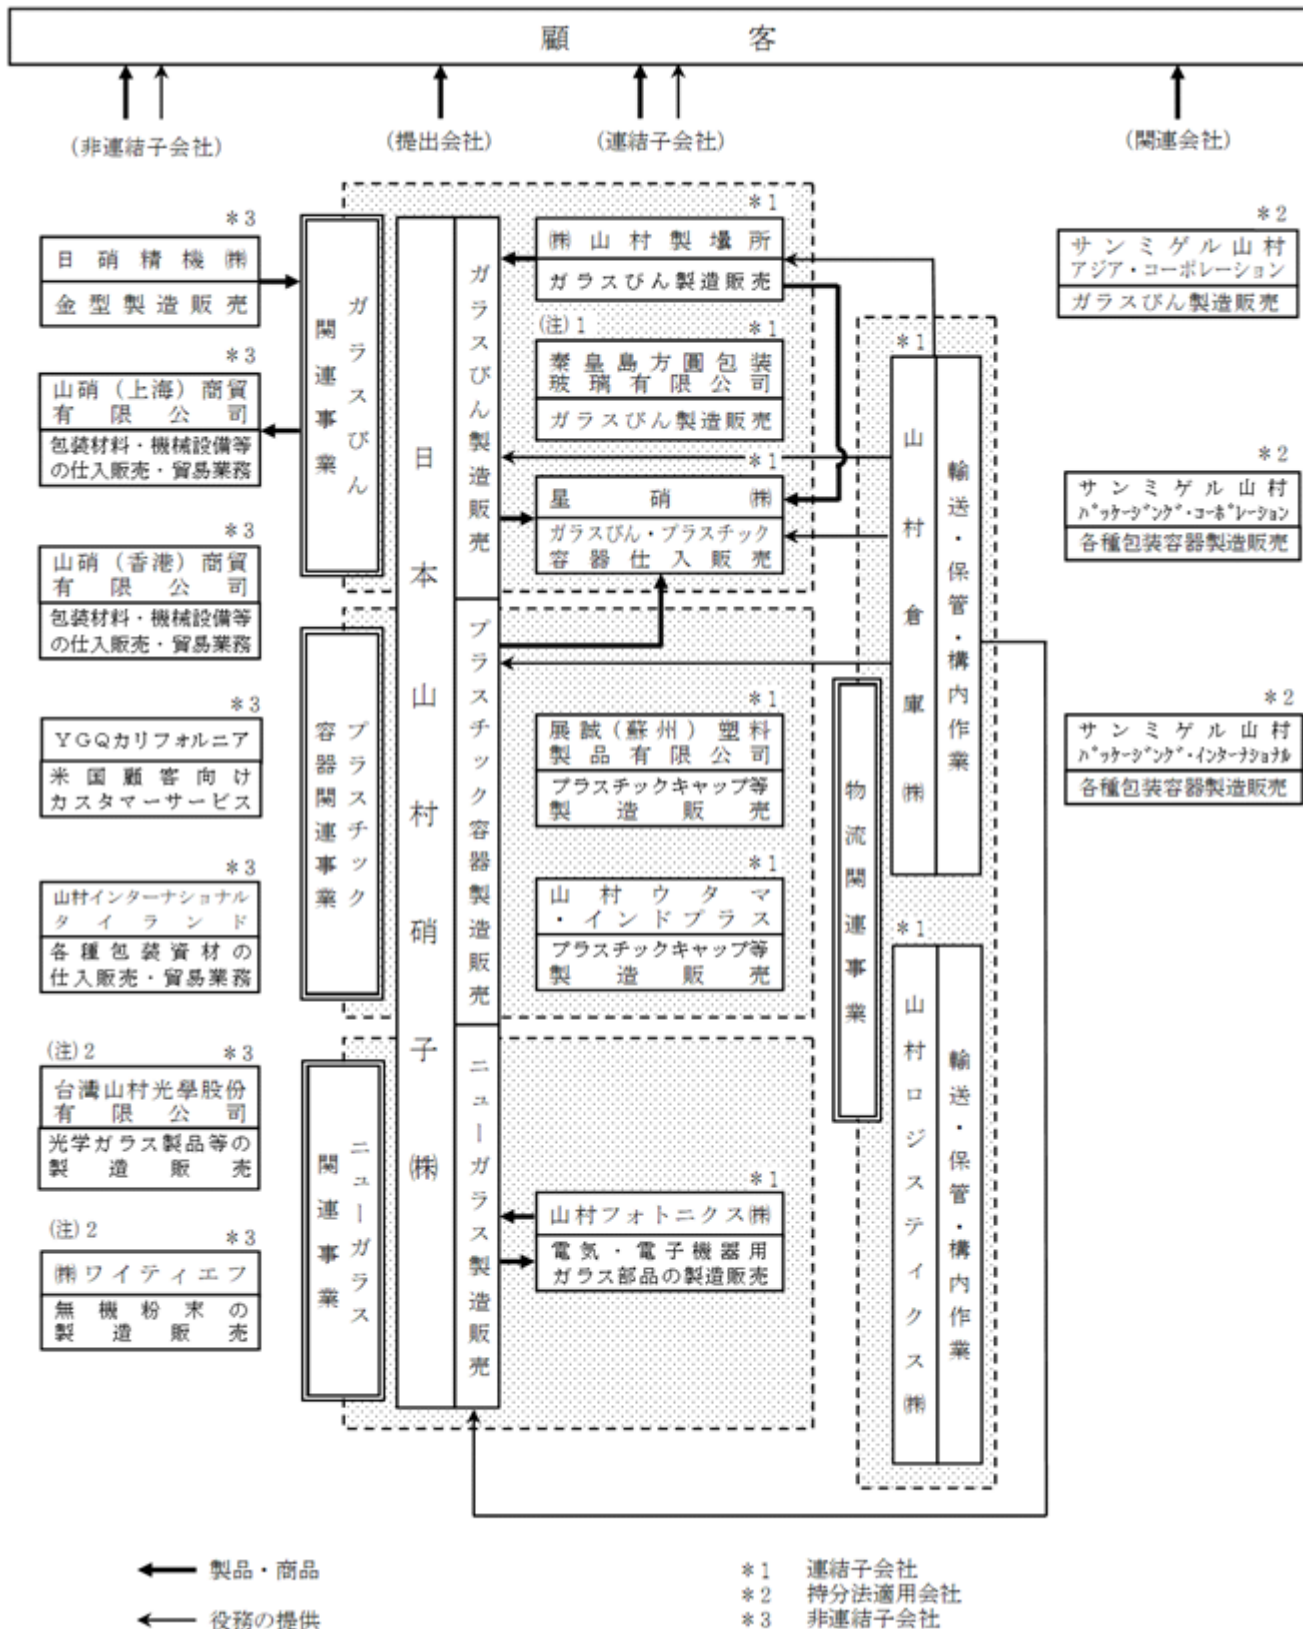 顧客
(非連結子会社)
(提出会社)
(連結子会社)
(関連会社)
＊3
日硝精機㈱
金型製造販売
＊3
山硝（上海）商貿
有限公司
包装材料・機械設備等
の仕入販売・貿易業務
＊3
山硝（香港）商貿
有限公司
包装材料・機械設備等
の仕入販売・貿易業務
＊3
ＹＧＱカリフォルニア
米国顧客向け
カスタマーサービス
＊3
山村インターナショナル
タイランド
各種包装資材の
仕入販売・貿易業務
(注)2
＊3
台灣山村光學股份
有限公司
光学ガラス製品等の
製造販売
(注)2
＊3
㈱ワイティエフ
無機粉末の
製造販売
ガラスびん
関連事業
プラスチック
容器関連事業
ニューガラス
関連事業
日本山村硝子㈱
ガラスびん製造販売
プラスチック容器製造販売
ニューガラス製造販売
＊1
㈱山村製壜所
ガラスびん製造販売
(注)1
＊1
秦皇島方圓包装
玻璃有限公司
ガラスびん製造販売
＊1
星硝㈱
ガラスびん・プラスチック
容器仕入販売
＊1
展誠（蘇州）塑料
製品有限公司
プラスチックキャップ等
製造販売
＊1
山村ウタマ
・インドプラス
プラスチックキャップ等
製造販売
＊1
山村フォトニクス㈱
電気・電子機器用
ガラス部品の製造販売
物流関連事業
＊1
山村倉庫㈱
輸送・保管・構内作業
＊1
山村ロジスティクス㈱
輸送・保管・構内作業
＊2
サンミゲル山村
アジア・コーポレーション
ガラスびん製造販売
＊2
サンミゲル山村
パッケージング・コーポレーション
各種包装容器製造販売
＊2
サンミゲル山村
パッケージング・インターナショナル
各種包装容器製造販売
製品・商品
役務の提供
＊1 連結子会社
＊2 持分法適用会社
＊3 非連結子会社